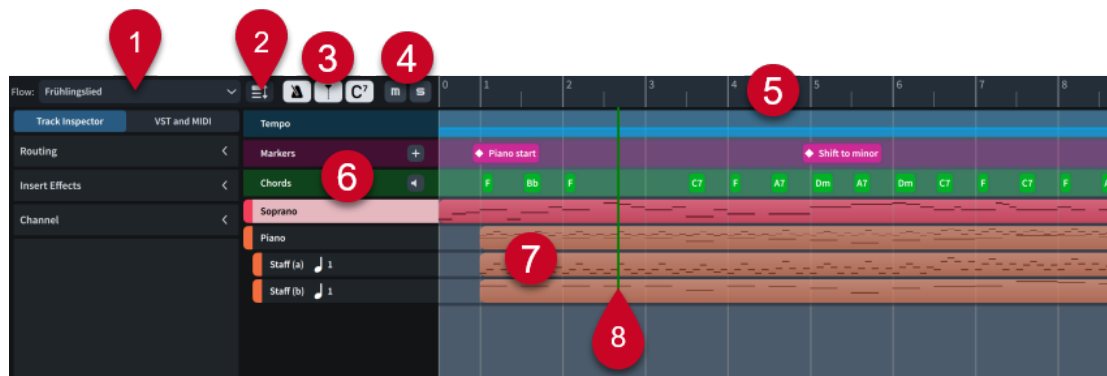 1 2 3 4 5 6 7 8
Flow: Frühlingslied C7 m s 0 1 2 3 4 5 6 7 8
Track Inspector VST and MIDI Tempo
Routing Markers + Piano start Shift to minor
Insert Effects Chords F Bb F C7 F A7 Dm A7 Dm C7 F C7 F A
Channel Soprano
Piano
Staff (a) 1
Staff (b) 1